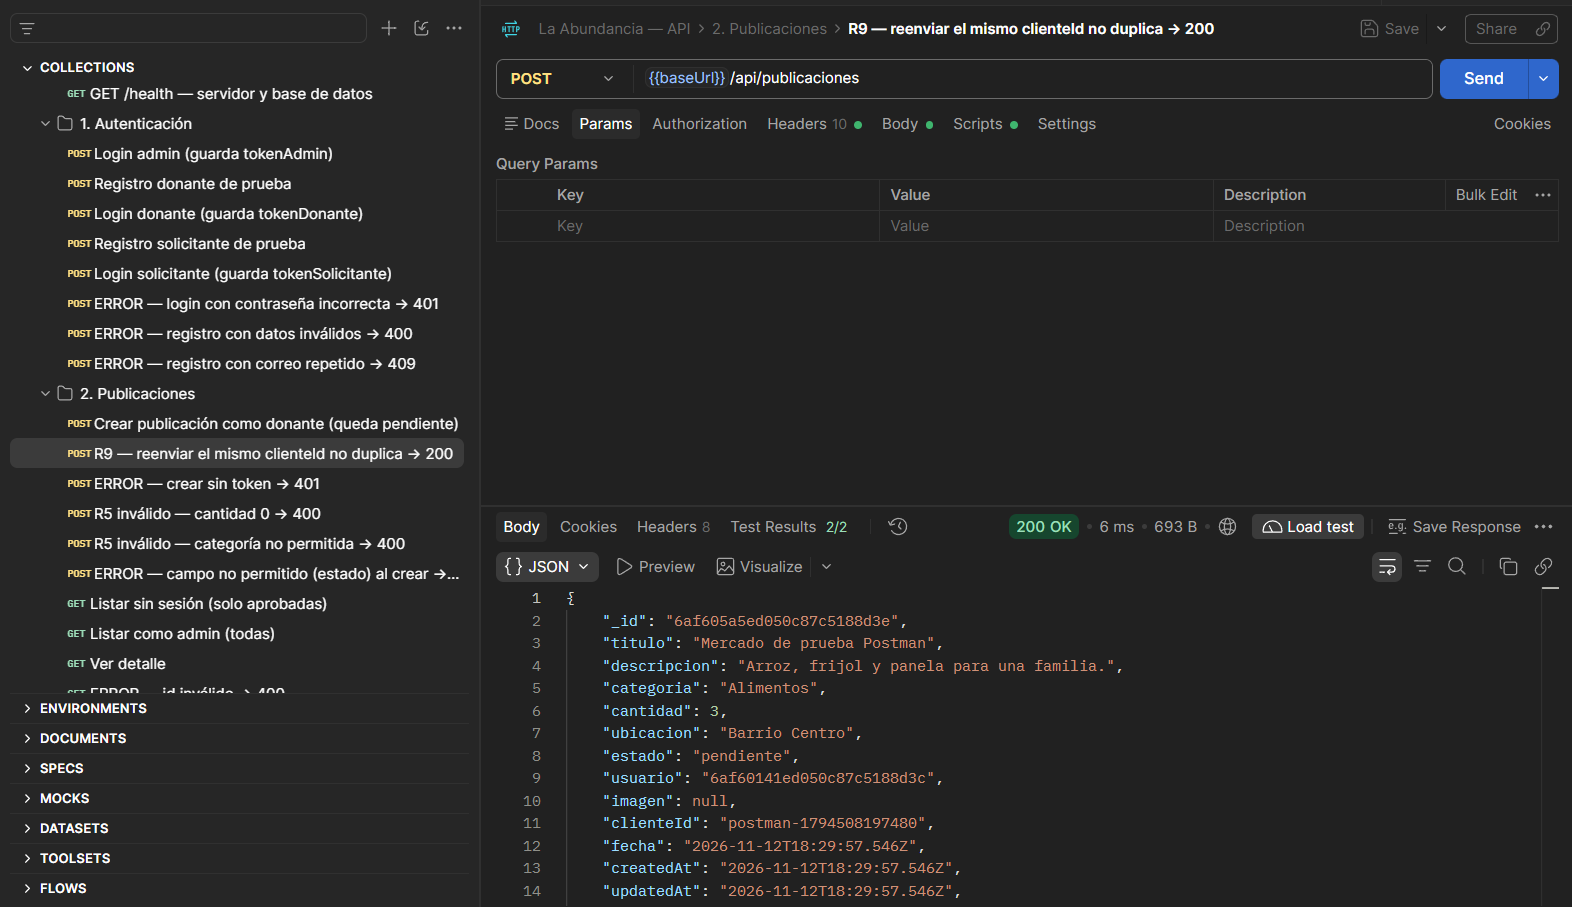 COLLECTIONS
GET GET /health — servidor y base de datos
1. Autenticación
POST Login admin (guarda tokenAdmin)
POST Registro donante de prueba
POST Login donante (guarda tokenDonante)
POST Registro solicitante de prueba
POST Login solicitante (guarda tokenSolicitante)
POST ERROR — login con contraseña incorrecta → 401
POST ERROR — registro con datos inválidos → 400
POST ERROR — registro con correo repetido → 409
2. Publicaciones
POST Crear publicación como donante (queda pendiente)
POST R9 — reenviar el mismo clienteId no duplica → 200
POST ERROR — crear sin token → 401
POST R5 inválido — cantidad 0 → 400
POST R5 inválido — categoría no permitida → 400
POST ERROR — campo no permitido (estado) al crear →...
GET Listar sin sesión (solo aprobadas)
GET Listar como admin (todas)
GET Ver detalle
GET ERROR — id inválido → 400
ENVIRONMENTS
DOCUMENTS
SPECS
MOCKS
DATASETS
TOOLSETS
FLOWS
HTTP La Abundancia — API > 2. Publicaciones > R9 — reenviar el mismo clienteId no duplica → 200
Save
Share
POST {{baseUrl}} /api/publicaciones
Send
Docs Params Authorization Headers 10 Body Scripts Settings Cookies
Query Params
Key Value Description Bulk Edit
Key Value Description
Body Cookies Headers 8 Test Results 2/2 200 OK • 6 ms • 693 B • Load test e.g. Save Response
{} JSON Preview Visualize
1 {
2 "_id": "6af605a5ed050c87c5188d3e",
3 "titulo": "Mercado de prueba Postman",
4 "descripcion": "Arroz, frijol y panela para una familia.",
5 "categoria": "Alimentos",
6 "cantidad": 3,
7 "ubicacion": "Barrio Centro",
8 "estado": "pendiente",
9 "usuario": "6af60141ed050c87c5188d3c",
10 "imagen": null,
11 "clienteId": "postman-1794508197480",
12 "fecha": "2026-11-12T18:29:57.546Z",
13 "createdAt": "2026-11-12T18:29:57.546Z",
14 "updatedAt": "2026-11-12T18:29:57.546Z",